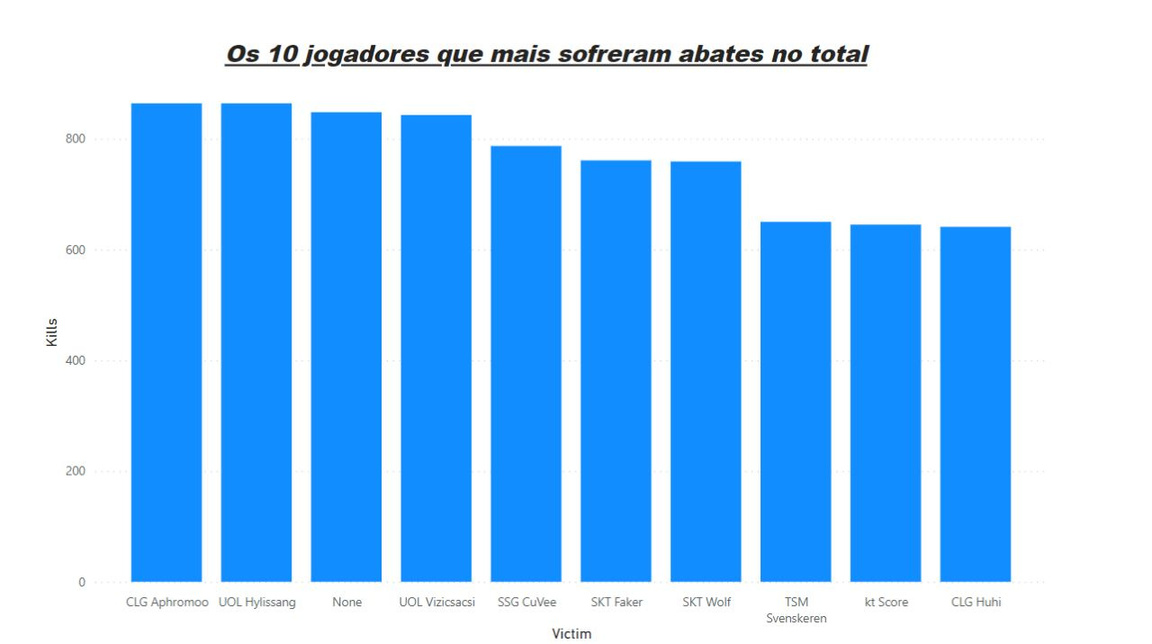 Os 10 jogadores que mais sofreram abates no total
800
600
400
200
0
Kills
CLG Aphromoo UOL Hylissang None UOL Vizicsacsi SSG CuVee SKT Faker SKT Wolf TSM kt Score CLG Huhi
Svenskeren
Victim